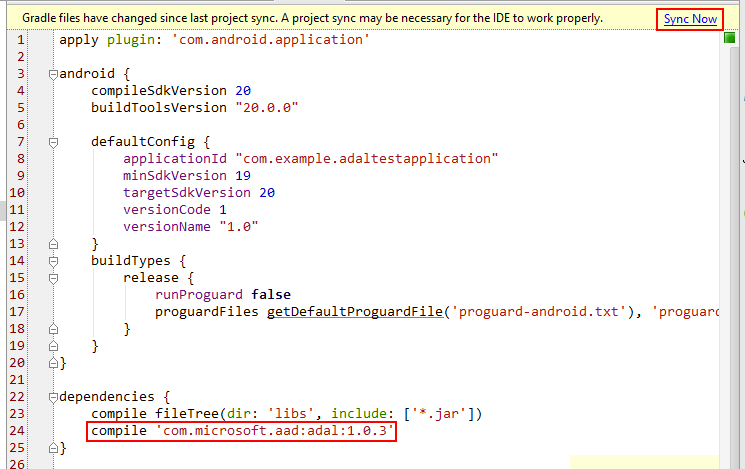 Gradle files have changed since last project sync. A project sync may be necessary for the IDE to work properly. Sync Now
1 apply plugin: 'com.android.application'
2
3 android {
4 compileSdkVersion 20
5 buildToolsVersion "20.0.0"
6
7 defaultConfig {
8 applicationId "com.example.adaltestapplication"
9 minSdkVersion 19
10 targetSdkVersion 20
11 versionCode 1
12 versionName "1.0"
13 }
14 buildTypes {
15 release {
16 runProguard false
17 proguardFiles getDefaultProguardFile('proguard-android.txt'), 'proguard
18 }
19 }
20 }
21
22 dependencies {
23 compile fileTree(dir: 'libs', include: ['*.jar'])
24 compile 'com.microsoft.aad:adal:1.0.3'
25 }
26